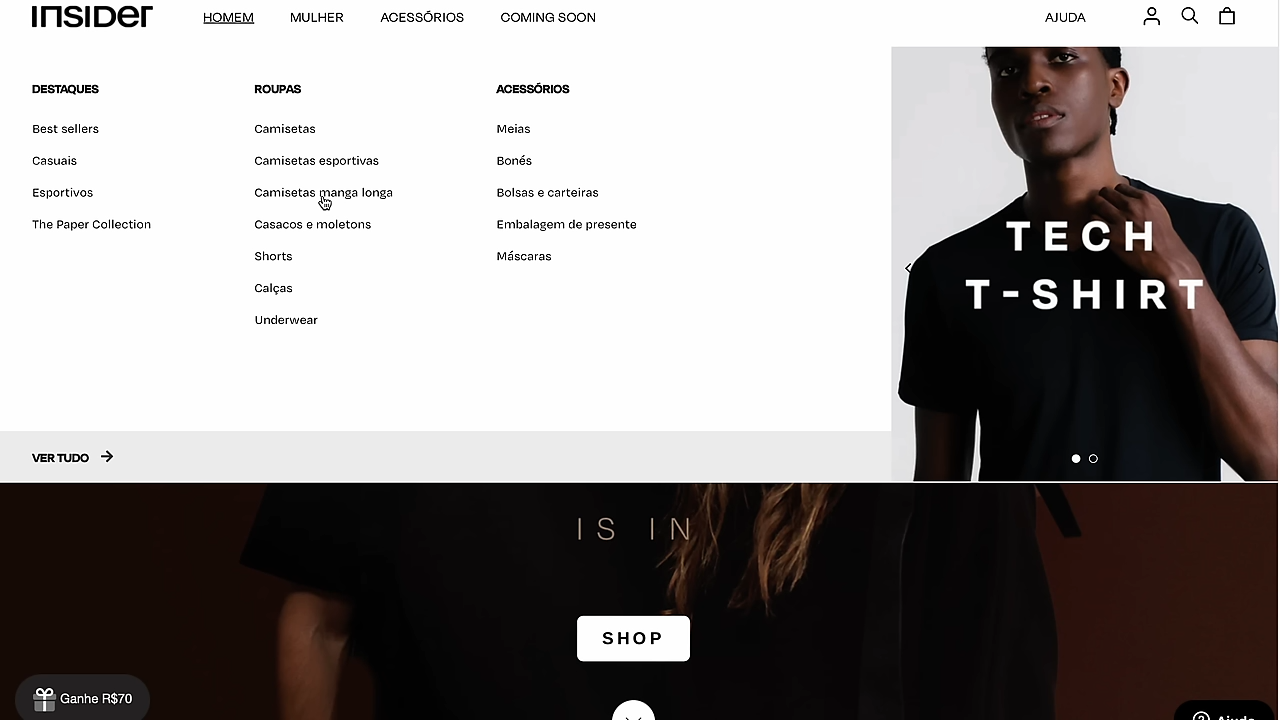 INSIDER
HOMEM
MULHER
ACESSÓRIOS
COMING SOON
AJUDA
DESTAQUES
Best sellers
Casuais
Esportivos
The Paper Collection
ROUPAS
Camisetas
Camisetas esportivas
Camisetas manga longa
Casacos e moletons
Shorts
Calças
Underwear
ACESSÓRIOS
Meias
Bonés
Bolsas e carteiras
Embalagem de presente
Máscaras
TECH
T-SHIRT
VER TUDO
IS IN
SHOP
Ganhe R$70
Ajuda